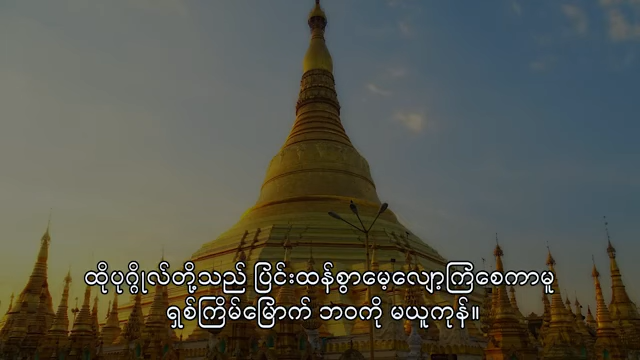 ထိုပုဂ္ဂိုလ်တို့သည် ပြင်းထန်စွာမေ့လျော့ကြစေကာမူ
ရှစ်ကြိမ်မြောက် ဘဝကို မယူကုန်။